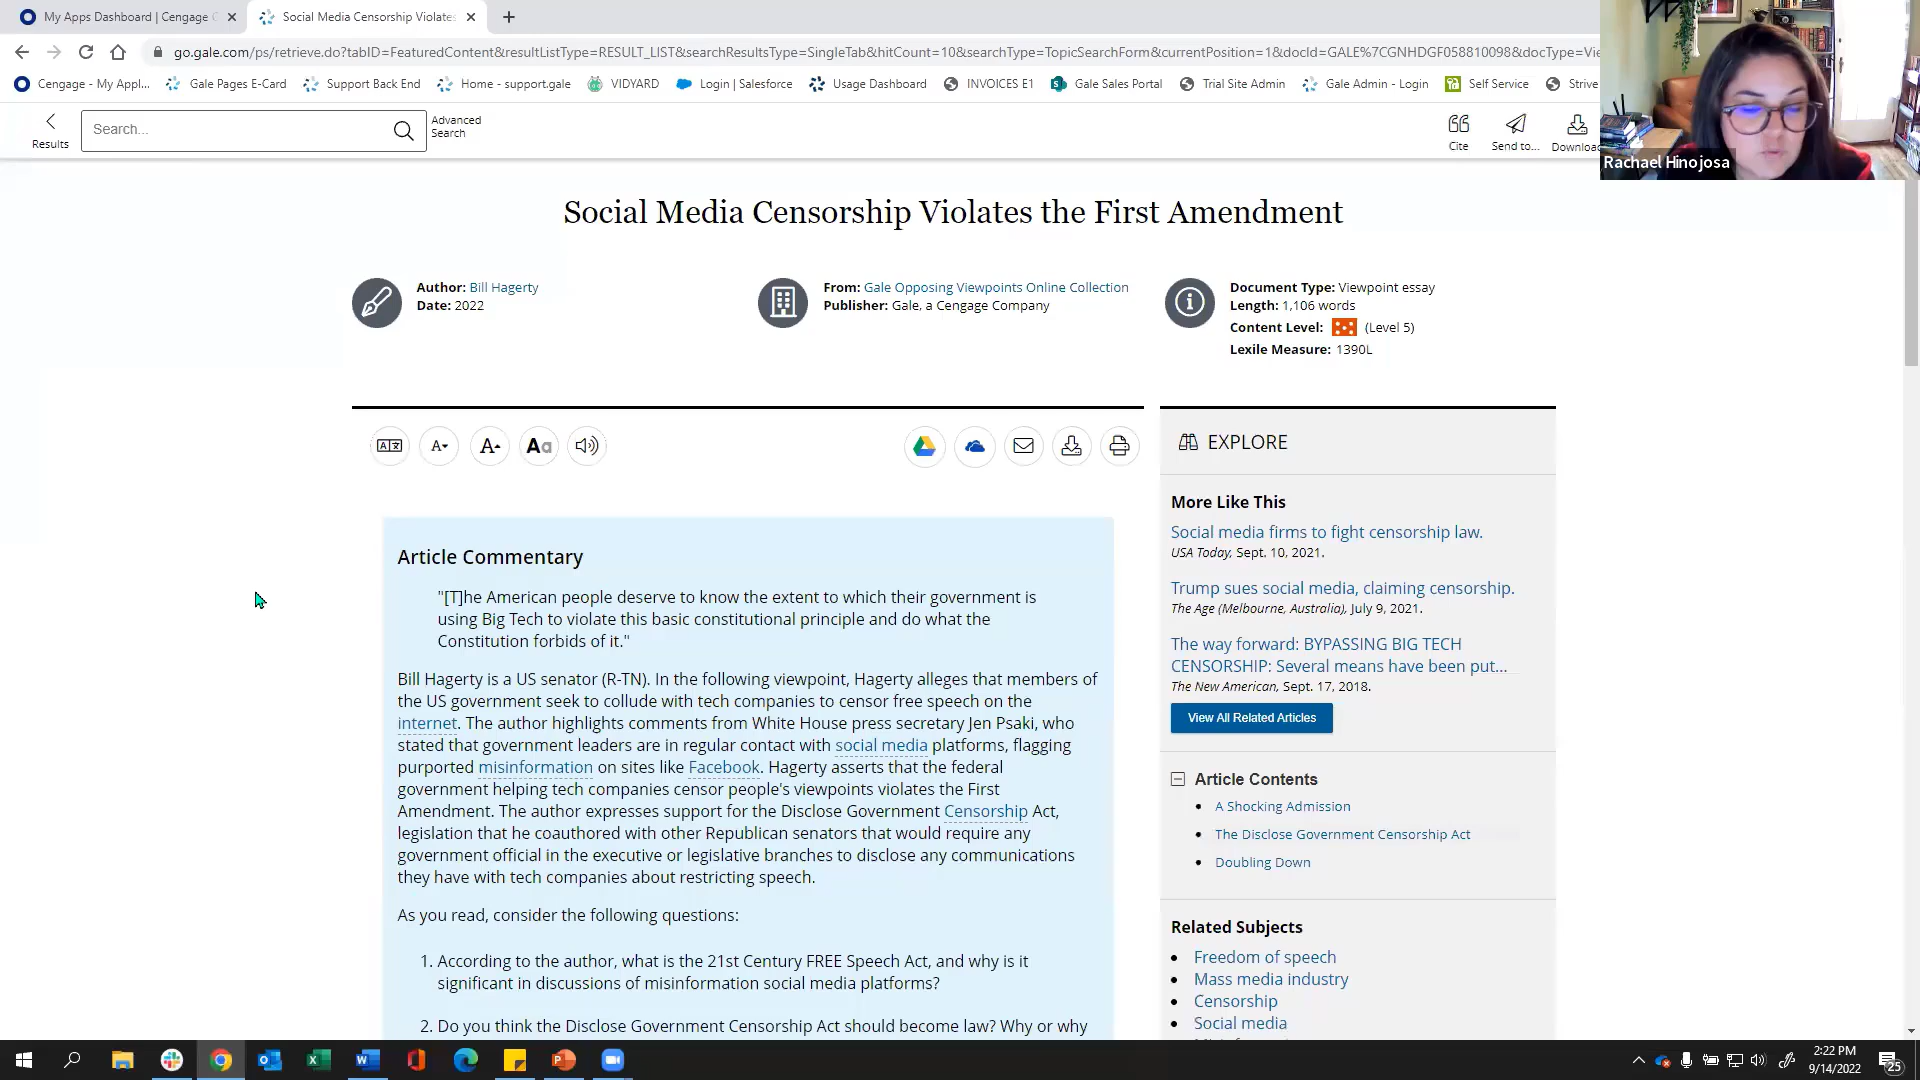 My Apps Dashboard | Cengage
Social Media Censorship Violates
go.gale.com/ps/retrieve.do?tabID=FeaturedContent&resultListType=RESULT_LIST&searchResultsType=SingleTab&hitCount=10&searchType=TopicSearchForm&currentPosition=1&docId=GALE%7CGNHDGF058810098&docType=Vie
Cengage - My Appl... Gale Pages E-Card Support Back End Home - support.gale VIDYARD Login | Salesforce Usage Dashboard INVOICES E1 Gale Sales Portal Trial Site Admin Gale Admin - Login Self Service Strive
Results
Search...
Advanced
Search
Cite Send to... Download
Rachael Hinojosa
Social Media Censorship Violates the First Amendment
Author: Bill Hagerty
Date: 2022
From: Gale Opposing Viewpoints Online Collection
Publisher: Gale, a Cengage Company
Document Type: Viewpoint essay
Length: 1,106 words
Content Level: (Level 5)
Lexile Measure: 1390L
Article Commentary
"[T]he American people deserve to know the extent to which their government is
using Big Tech to violate this basic constitutional principle and do what the
Constitution forbids of it."
Bill Hagerty is a US senator (R-TN). In the following viewpoint, Hagerty alleges that members of
the US government seek to collude with tech companies to censor free speech on the
internet. The author highlights comments from White House press secretary Jen Psaki, who
stated that government leaders are in regular contact with social media platforms, flagging
purported misinformation on sites like Facebook. Hagerty asserts that the federal
government helping tech companies censor people's viewpoints violates the First
Amendment. The author expresses support for the Disclose Government Censorship Act,
legislation that he coauthored with other Republican senators that would require any
government official in the executive or legislative branches to disclose any communications
they have with tech companies about restricting speech.
As you read, consider the following questions:
1. According to the author, what is the 21st Century FREE Speech Act, and why is it
significant in discussions of misinformation social media platforms?
2. Do you think the Disclose Government Censorship Act should become law? Why or why
EXPLORE
More Like This
Social media firms to fight censorship law.
USA Today, Sept. 10, 2021.
Trump sues social media, claiming censorship.
The Age (Melbourne, Australia), July 9, 2021.
The way forward: BYPASSING BIG TECH
CENSORSHIP: Several means have been put...
The New American, Sept. 17, 2018.
View All Related Articles
Article Contents
• A Shocking Admission
• The Disclose Government Censorship Act
• Doubling Down
Related Subjects
• Freedom of speech
• Mass media industry
• Censorship
• Social media
2:22 PM
9/14/2022
25